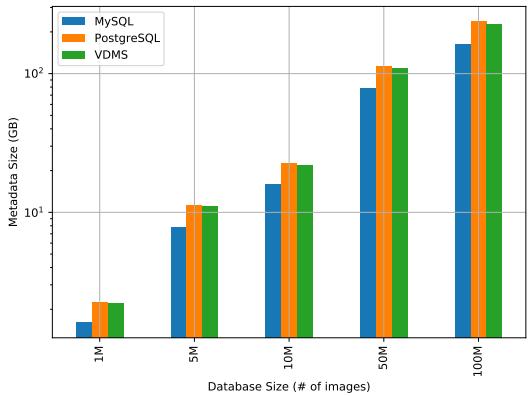 MySQL
PostgreSQL
VDMS
10²
10¹
Metadata Size (GB)
1M
5M
10M
50M
100M
Database Size (# of images)